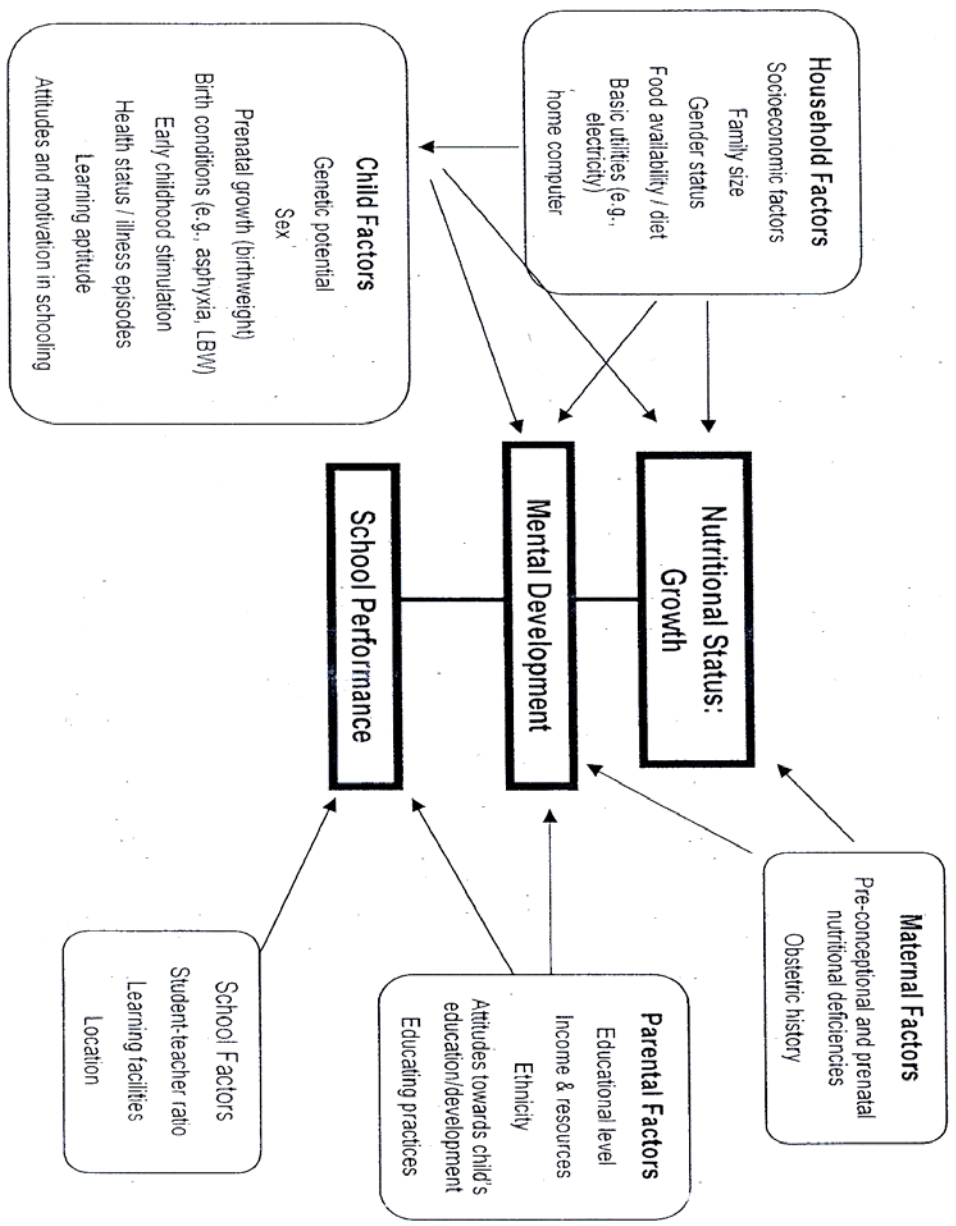 Household Factors
Socioeconomic factors
Family size
Gender status
Food availability / diet
Basic utilities (e.g.,
electricity)
home computer
Child Factors
Genetic potential
Sex
Prenatal growth (birthweight)
Birth conditions (e.g., asphyxia, LBW)
Early childhood stimulation
Health status / illness episodes
Learning aptitude
Attitudes and motivation in schooling
Nutritional Status:
Growth
Mental Development
School Performance
Maternal Factors
Pre-conceptional and prenatal
nutritional deficiencies
Obstetric history
Parental Factors
Educational level
Income & resources
Ethnicity
Attitudes towards child's
education/development
Educating practices
School Factors
Student-teacher ratio
Learning facilities
Location